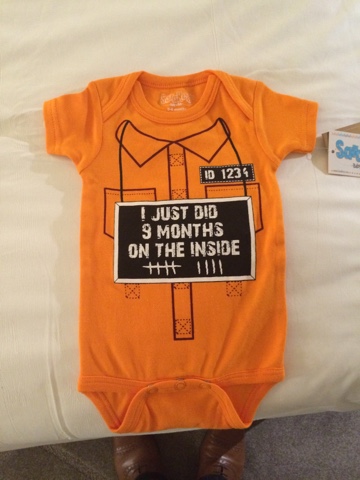 ID 1234
I JUST DID
9 MONTHS
ON THE INSIDE